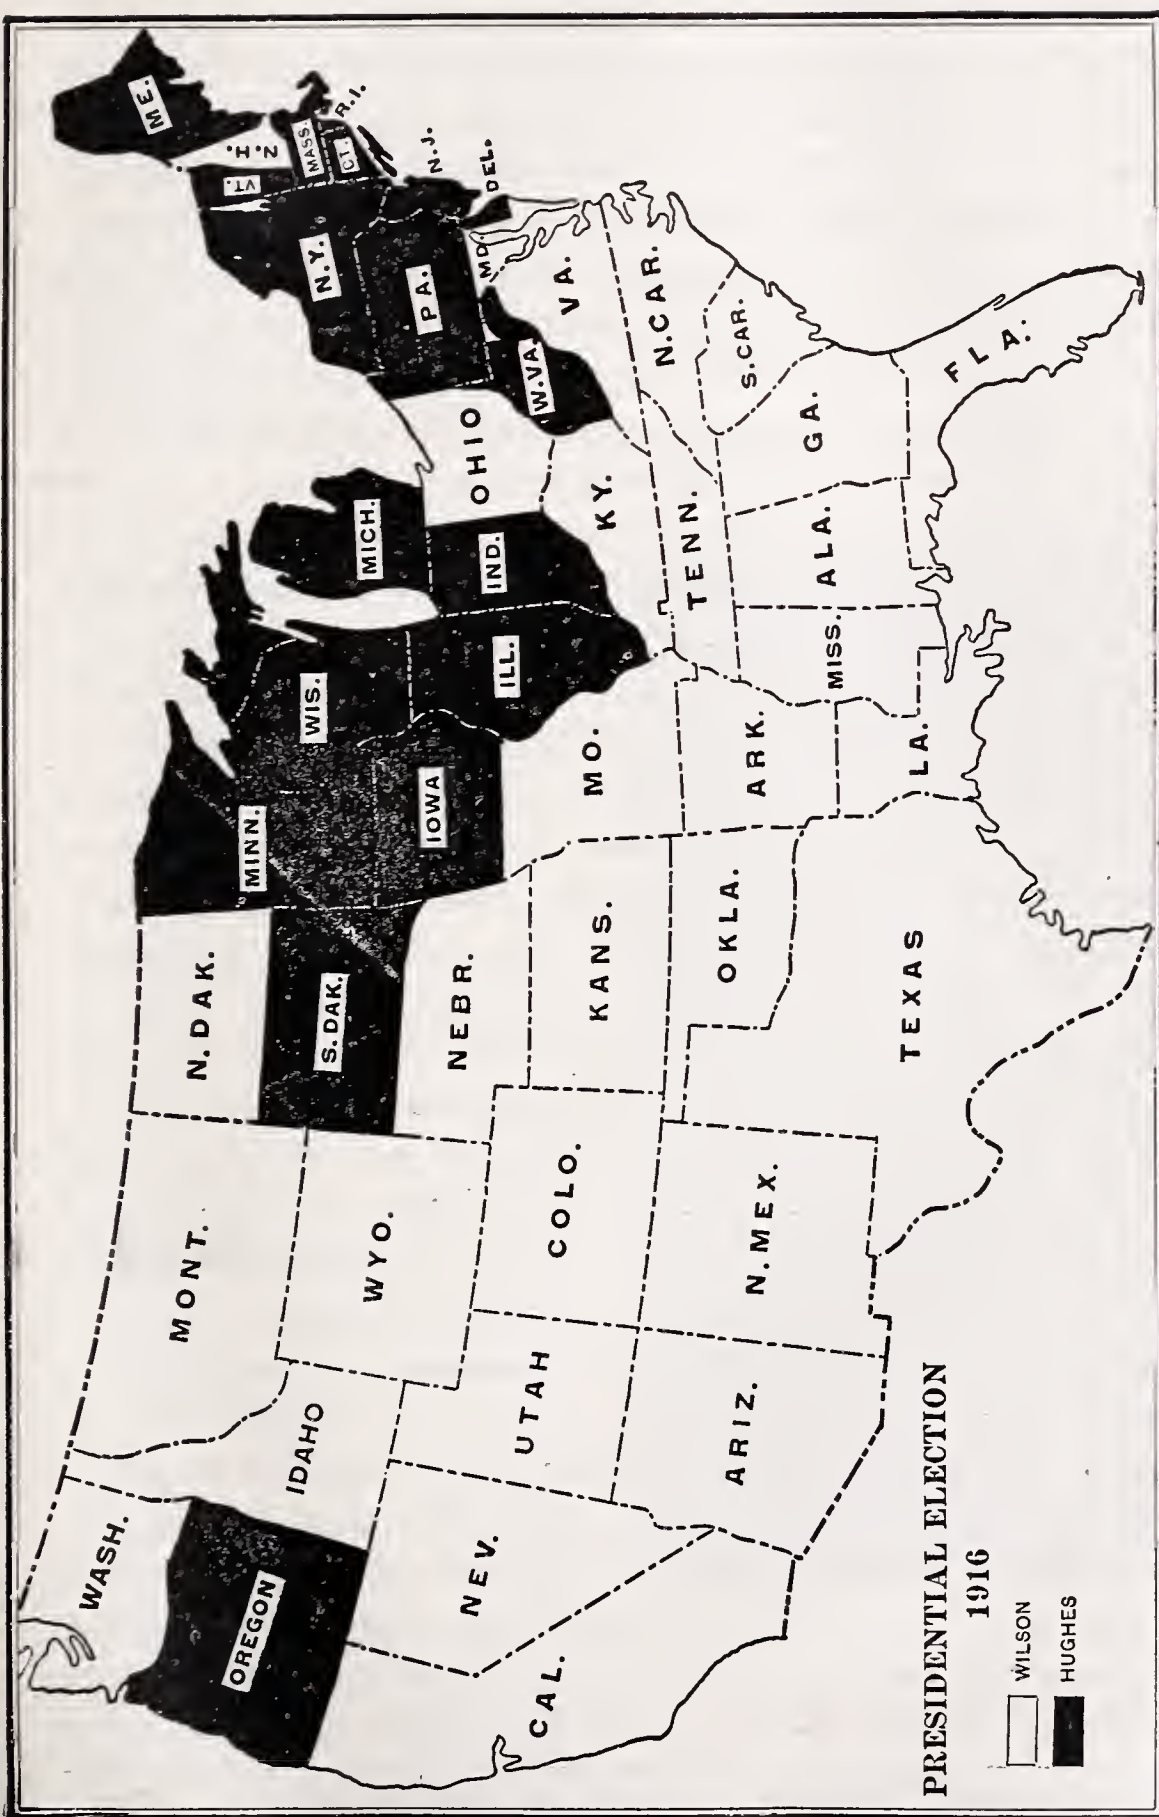 WASH.
OREGON
CAL.
NEV.
IDAHO
MONT.
WYO.
UTAH
ARIZ.
COLO.
N.MEX.
N.DAK.
S.DAK.
NEBR.
KANS.
OKLA.
TEXAS
MINN.
IOWA
MO.
ARK.
LA.
WIS.
ILL.
MICH.
IND.
OHIO
KY.
TENN.
MISS.
ALA.
GA.
FLA.
S.CAR.
N.CAR.
VA.
W.VA.
MD.
DEL.
PA.
N.J.
N.Y.
CT.
R.I.
MASS.
VT.
N.H.
ME.
PRESIDENTIAL ELECTION
1916
WILSON
HUGHES